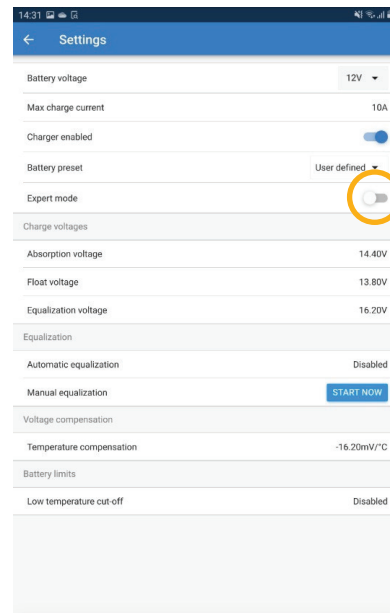 14:31
← Settings
Battery voltage 12V
Max charge current 10A
Charger enabled
Battery preset User defined
Expert mode
Charge voltages
Absorption voltage 14.40V
Float voltage 13.80V
Equalization voltage 16.20V
Equalization
Automatic equalization Disabled
Manual equalization START NOW
Voltage compensation
Temperature compensation -16.20mV/°C
Battery limits
Low temperature cut-off Disabled